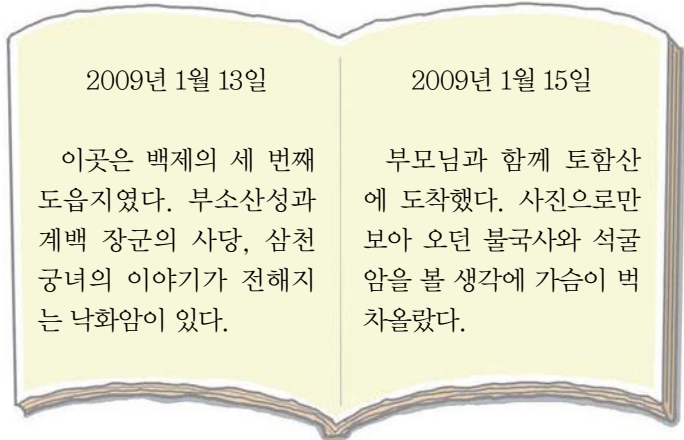 2009년 1월 13일
이곳은 백제의 세 번째
도읍지였다. 부소산성과
계백 장군의 사당, 삼천
궁녀의 이야기가 전해지
는 낙화암이 있다.
2009년 1월 15일
부모님과 함께 토함산
에 도착했다. 사진으로만
보아 오던 불국사와 석굴
암을 볼 생각에 가슴이 벅
차올랐다.